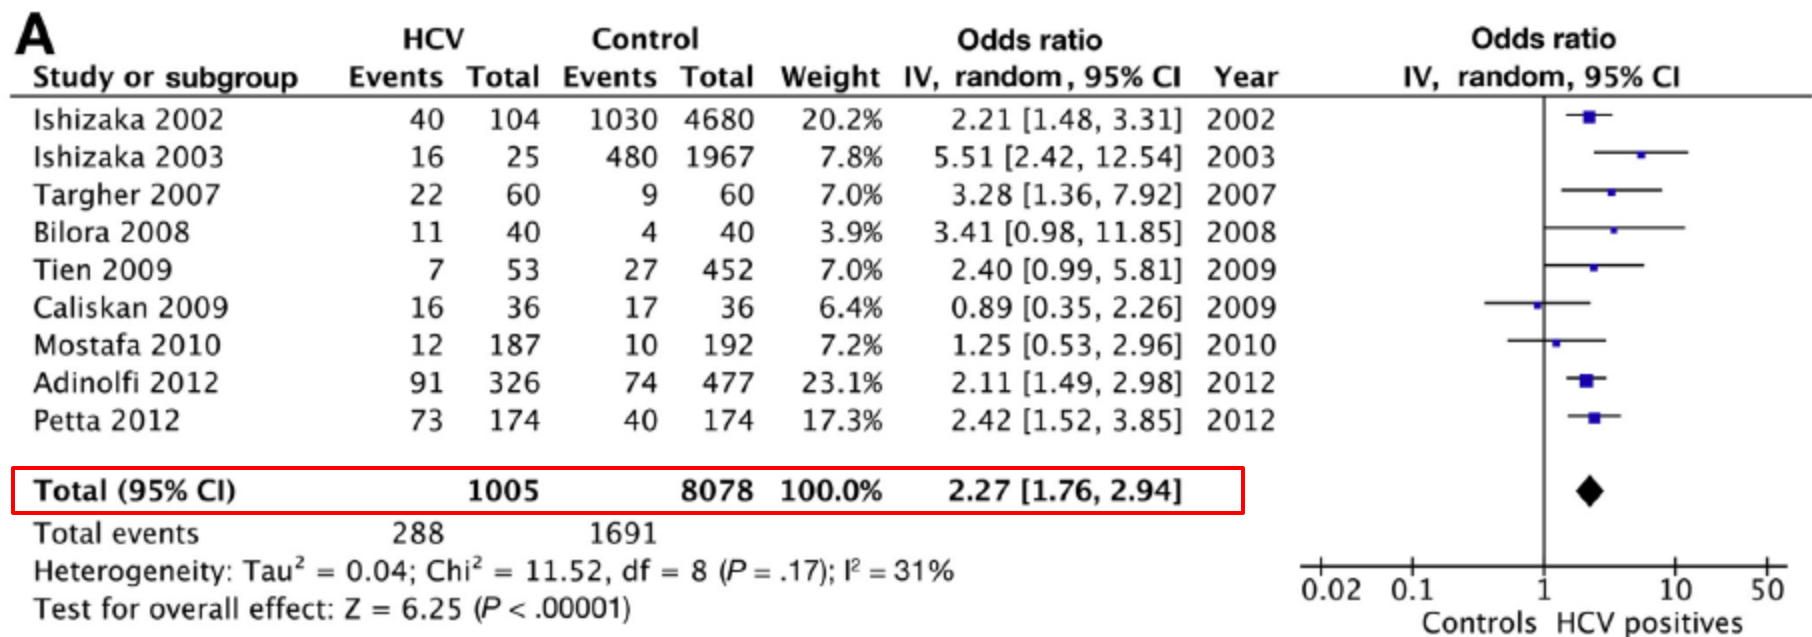 A
HCV Control Odds ratio Odds ratio
Study or subgroup Events Total Events Total Weight IV, random, 95% CI Year IV, random, 95% CI
Ishizaka 2002 40 104 1030 4680 20.2% 2.21 [1.48, 3.31] 2002
Ishizaka 2003 16 25 480 1967 7.8% 5.51 [2.42, 12.54] 2003
Targher 2007 22 60 9 60 7.0% 3.28 [1.36, 7.92] 2007
Bilora 2008 11 40 4 40 3.9% 3.41 [0.98, 11.85] 2008
Tien 2009 7 53 27 452 7.0% 2.40 [0.99, 5.81] 2009
Caliskan 2009 16 36 17 36 6.4% 0.89 [0.35, 2.26] 2009
Mostafa 2010 12 187 10 192 7.2% 1.25 [0.53, 2.96] 2010
Adinolfi 2012 91 326 74 477 23.1% 2.11 [1.49, 2.98] 2012
Petta 2012 73 174 40 174 17.3% 2.42 [1.52, 3.85] 2012
Total (95% CI) 1005 8078 100.0% 2.27 [1.76, 2.94]
Total events 288 1691
Heterogeneity: Tau² = 0.04; Chi² = 11.52, df = 8 (P = .17); I² = 31%
Test for overall effect: Z = 6.25 (P < .00001)
0.02 0.1 1 10 50
Controls HCV positives